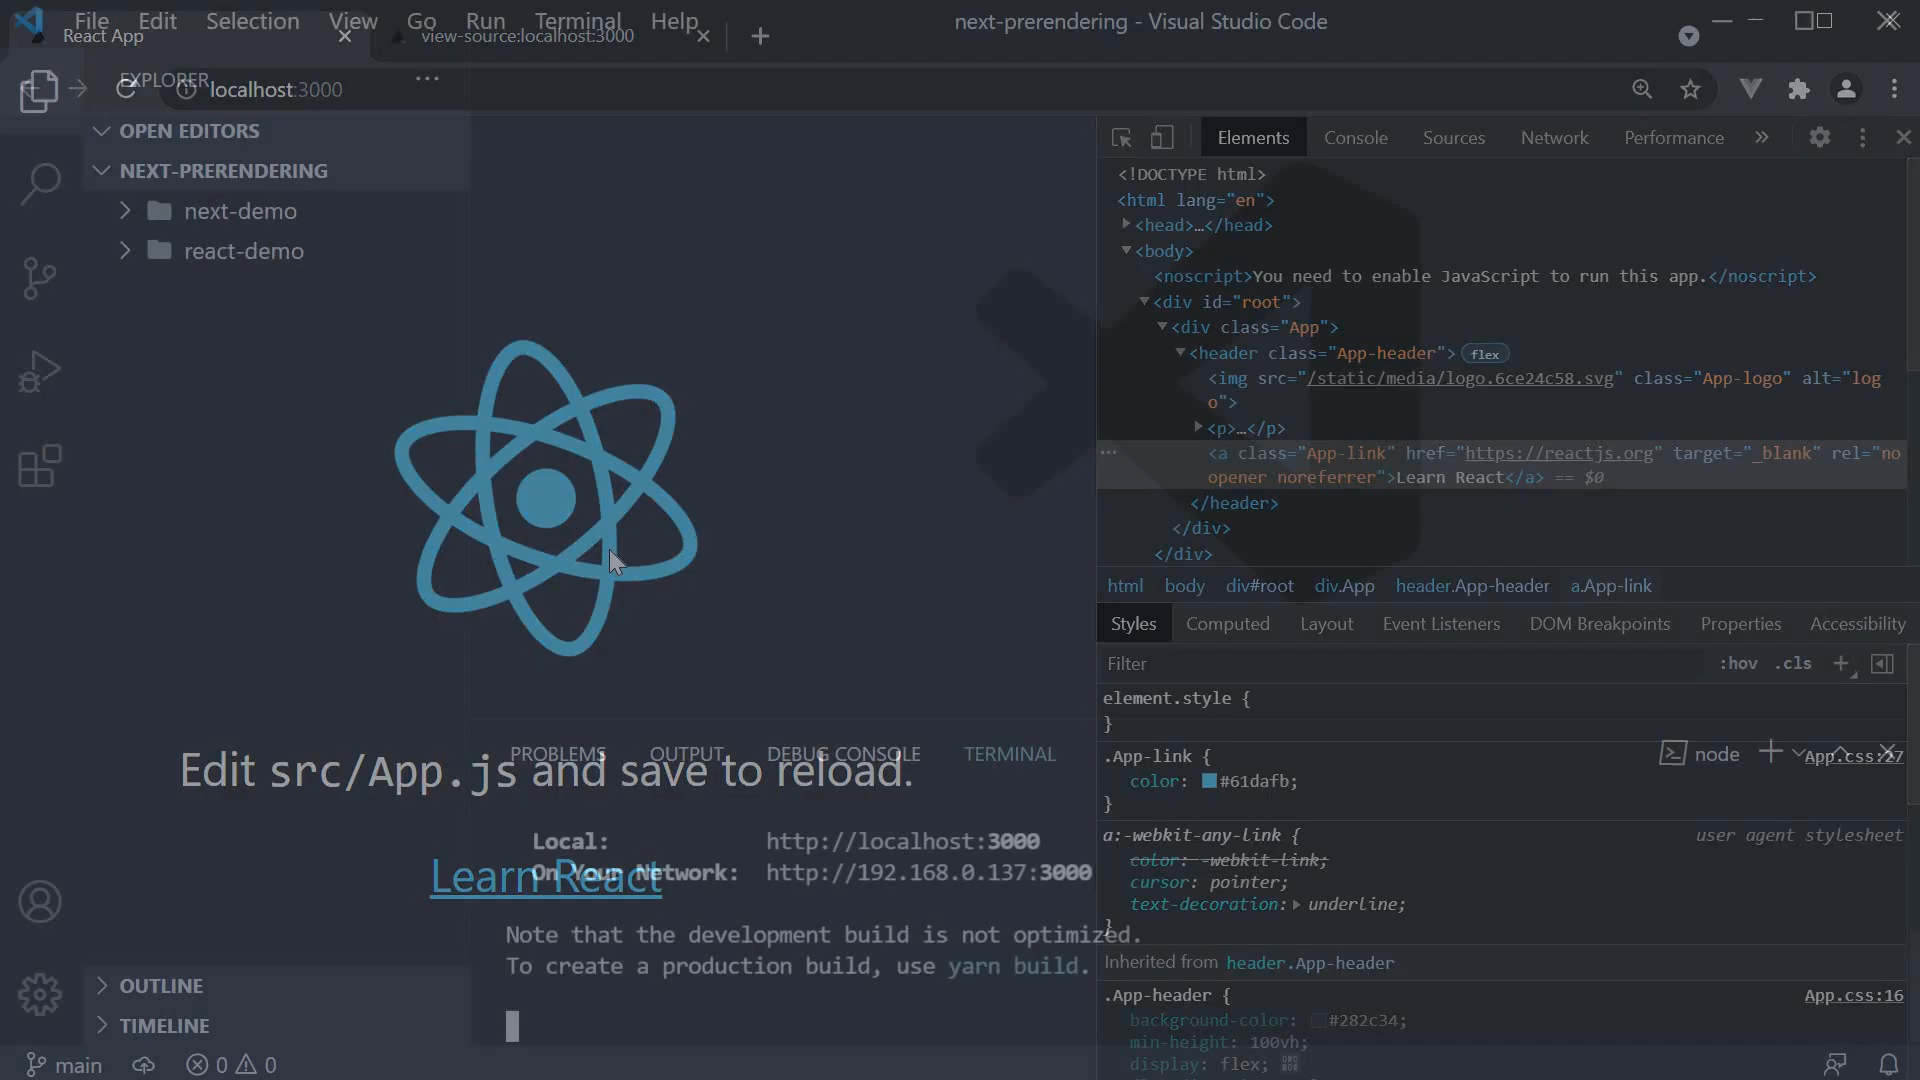 File Edit Selection View Go Run Terminal Help
next-prerendering - Visual Studio Code
React App
view-source:localhost:3000
EXPLORER
localhost:3000
OPEN EDITORS
NEXT-PRERENDERING
next-demo
react-demo
Edit src/App.js and save to reload.
Learn React
PROBLEMS OUTPUT DEBUG CONSOLE TERMINAL
node
Local: http://localhost:3000
On Your Network: http://192.168.0.137:3000
Note that the development build is not optimized.
To create a production build, use yarn build.
OUTLINE
TIMELINE
main 0 0
Elements Console Sources Network Performance
<!DOCTYPE html>
<html lang="en">
<head>…</head>
<body>
<noscript>You need to enable JavaScript to run this app.</noscript>
<div id="root">
<div class="App">
<header class="App-header"> flex
<img src="/static/media/logo.6ce24c58.svg" class="App-logo" alt="log
o">
<p>…</p>
<a class="App-link" href="https://reactjs.org" target="_blank" rel="no
opener noreferrer">Learn React</a> == $0
</header>
</div>
</div>
html body div#root div.App header.App-header a.App-link
Styles Computed Layout Event Listeners DOM Breakpoints Properties Accessibility
Filter :hov .cls
element.style {
}
.App-link { App.css:27
color: #61dafb;
}
a:-webkit-any-link { user agent stylesheet
color: -webkit-link;
cursor: pointer;
text-decoration: underline;
}
Inherited from header.App-header
.App-header { App.css:16
background-color: #282c34;
min-height: 100vh;
display: flex;